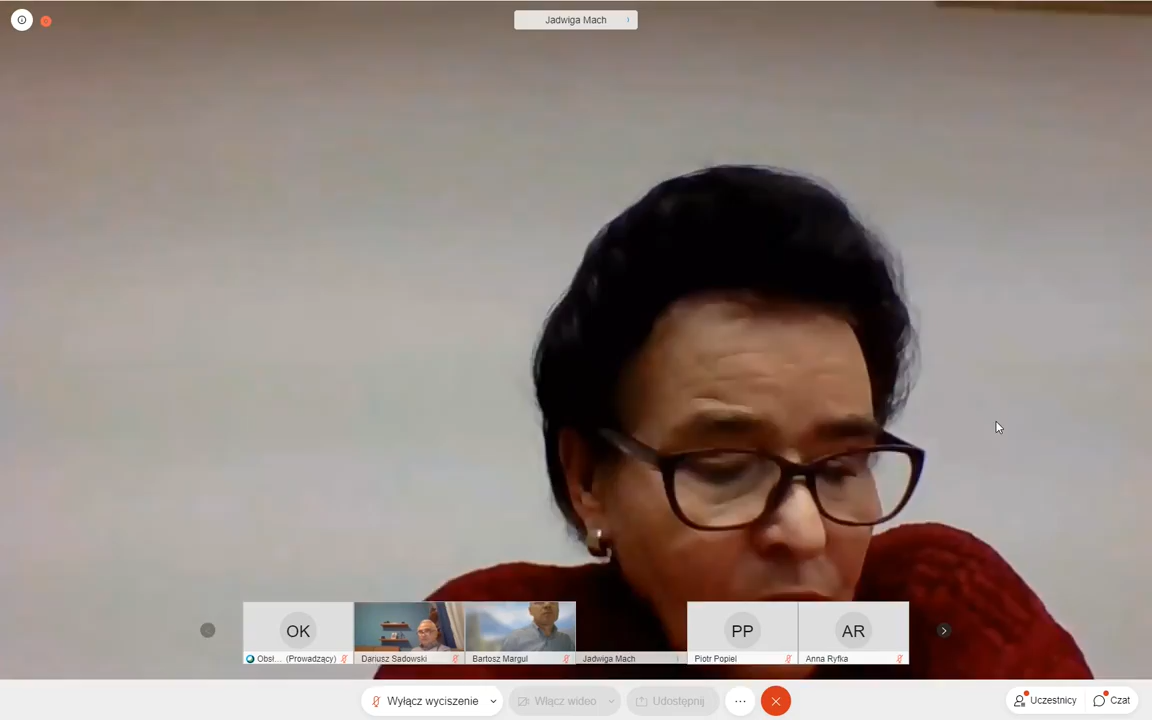 Jadwiga Mach
OK
PP
AR
Obsł... (Prowadzący)
Dariusz Sadowski
Bartosz Margul
Jadwiga Mach
Piotr Popiel
Anna Ryfka
Wyłącz wyciszenie
Włącz wideo
Udostępnij
Uczestnicy
Czat